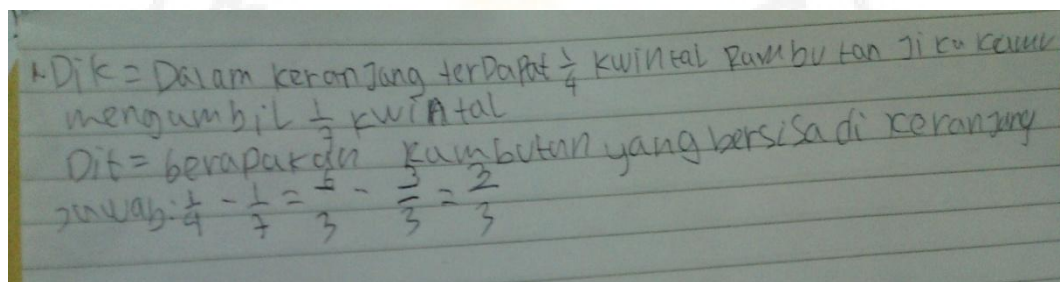 1. Dik = Dalam keranjang terdapat 1/4 kwintal Rambutan jika kamu
mengambil 1/7 kwintal
Dit = berapakah Rambutan yang bersisa di keranjang
Jawab: 1/4 - 1/7 = 5/3 - 3/3 = 2/3